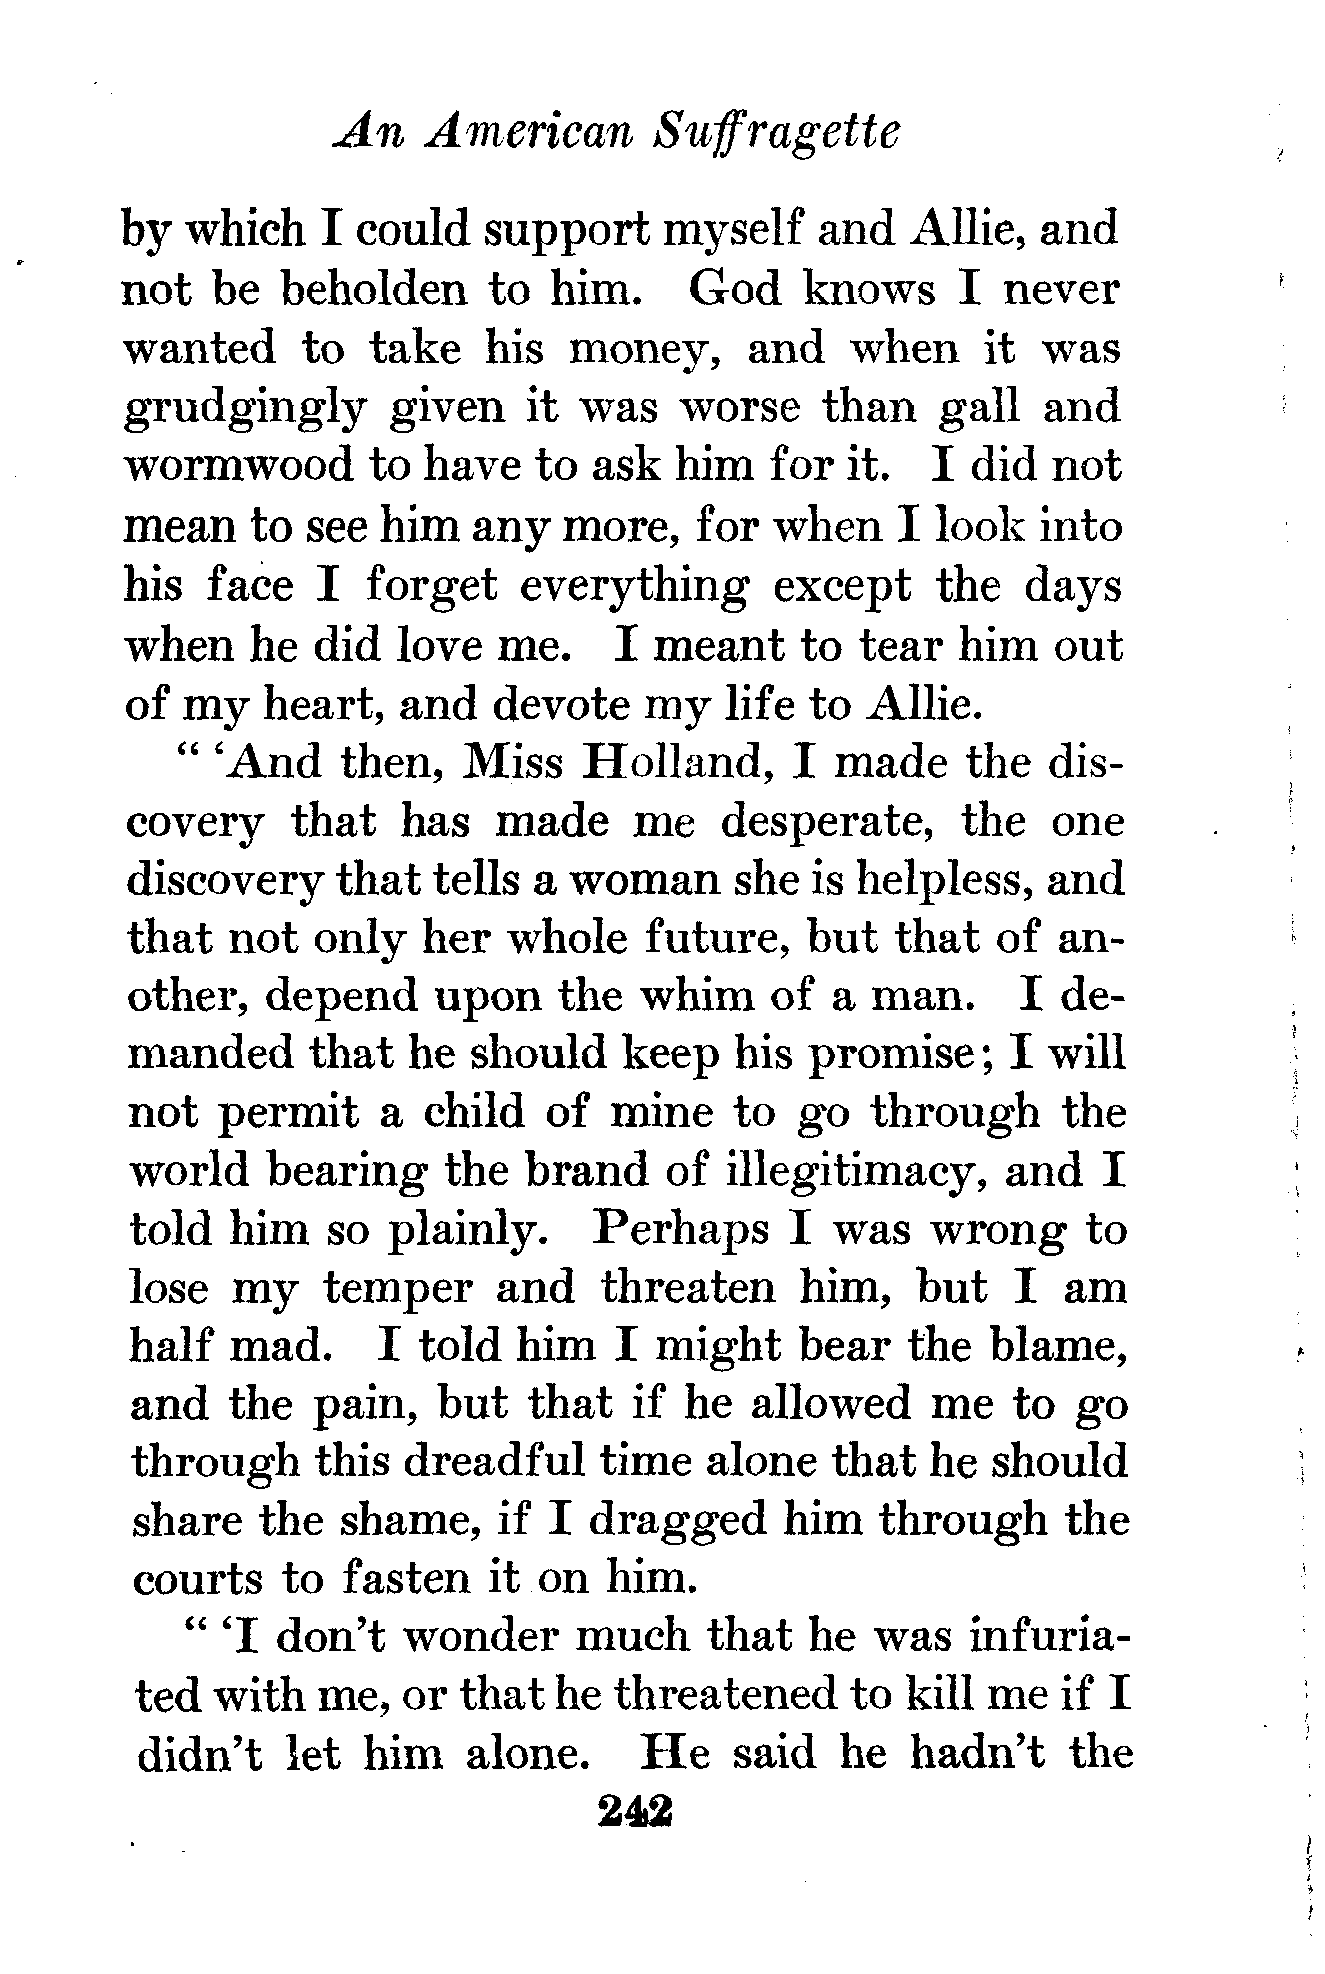 An American Suffragette
by which I could support myself and Allie, and
not be beholden to him. God knows I never
wanted to take his money, and when it was
grudgingly given it was worse than gall and
wormwood to have to ask him for it. I did not
mean to see him any more, for when I look into
his face I forget everything except the days
when he did love me. I meant to tear him out
of my heart, and devote my life to Allie.
“ ‘And then, Miss Holland, I made the dis-
covery that has made me desperate, the one
discovery that tells a woman she is helpless, and
that not only her whole future, but that of an-
other, depend upon the whim of a man. I de-
manded that he should keep his promise; I will
not permit a child of mine to go through the
world bearing the brand of illegitimacy, and I
told him so plainly. Perhaps I was wrong to
lose my temper and threaten him, but I am
half mad. I told him I might bear the blame,
and the pain, but that if he allowed me to go
through this dreadful time alone that he should
share the shame, if I dragged him through the
courts to fasten it on him.
“ ‘I don’t wonder much that he was infuria-
ted with me, or that he threatened to kill me if I
didn’t let him alone. He said he hadn’t the
242